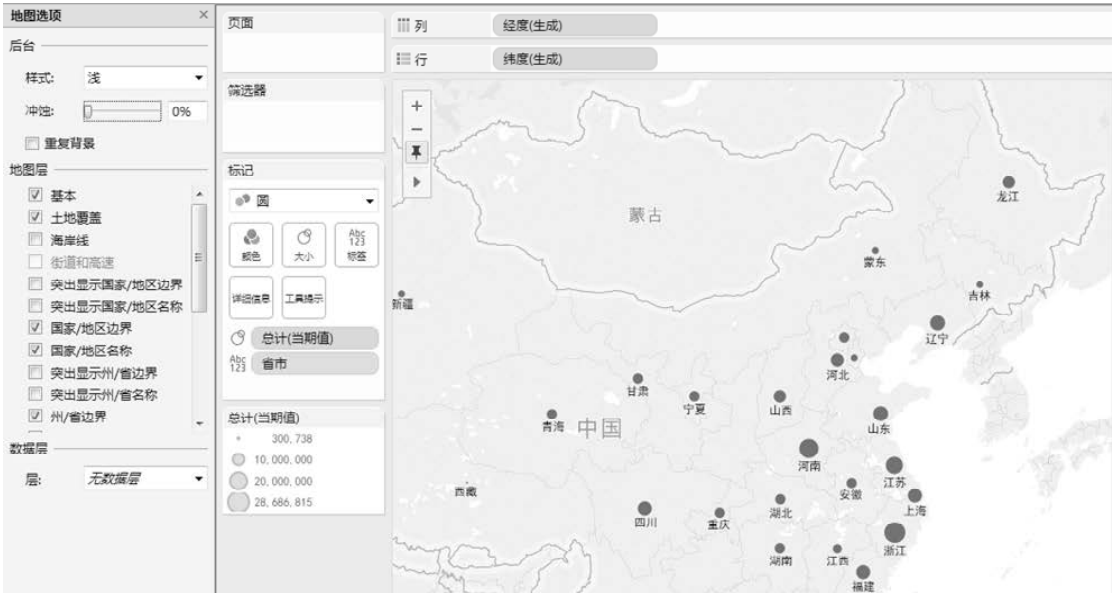 地图选项 ×
后台
样式: 浅
冲蚀: 0%
重复背景
地图层
基本
土地覆盖
海岸线
街道和高速
突出显示国家/地区边界
突出显示国家/地区名称
国家/地区边界
国家/地区名称
突出显示州/省边界
突出显示州/省名称
州/省边界
数据层
层: 无数据层
页面
筛选器
标记
圆
颜色
大小
Abc
123
标签
详细信息
工具提示
总计(当期值)
Abc
123
省市
总计(当期值)
300,738
10,000,000
20,000,000
28,686,815
列 经度(生成)
行 纬度(生成)
蒙古
龙江
蒙东
吉林
新疆
辽宁
河北
甘肃
宁夏
山西
青海
中国
山东
河南
江苏
西藏
安徽
上海
四川
重庆
湖北
浙江
湖南
江西
福建